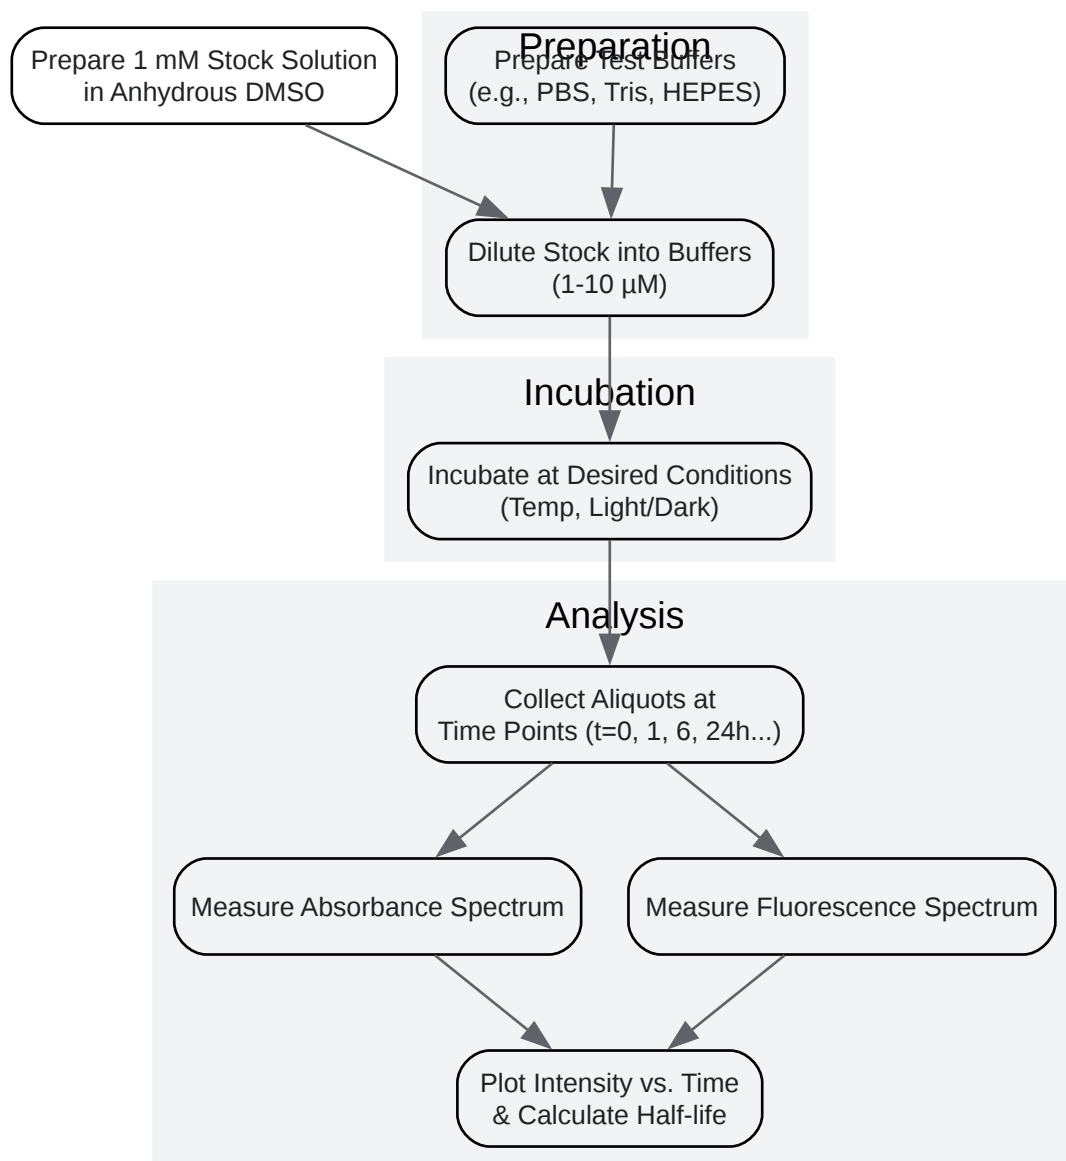 Prepare 1 mM Stock Solution
in Anhydrous DMSO
Preparation
Prepare Test Buffers
(e.g., PBS, Tris, HEPES)
Dilute Stock into Buffers
(1-10 µM)
Incubation
Incubate at Desired Conditions
(Temp, Light/Dark)
Analysis
Collect Aliquots at
Time Points (t=0, 1, 6, 24h...)
Measure Absorbance Spectrum
Measure Fluorescence Spectrum
Plot Intensity vs. Time
& Calculate Half-life